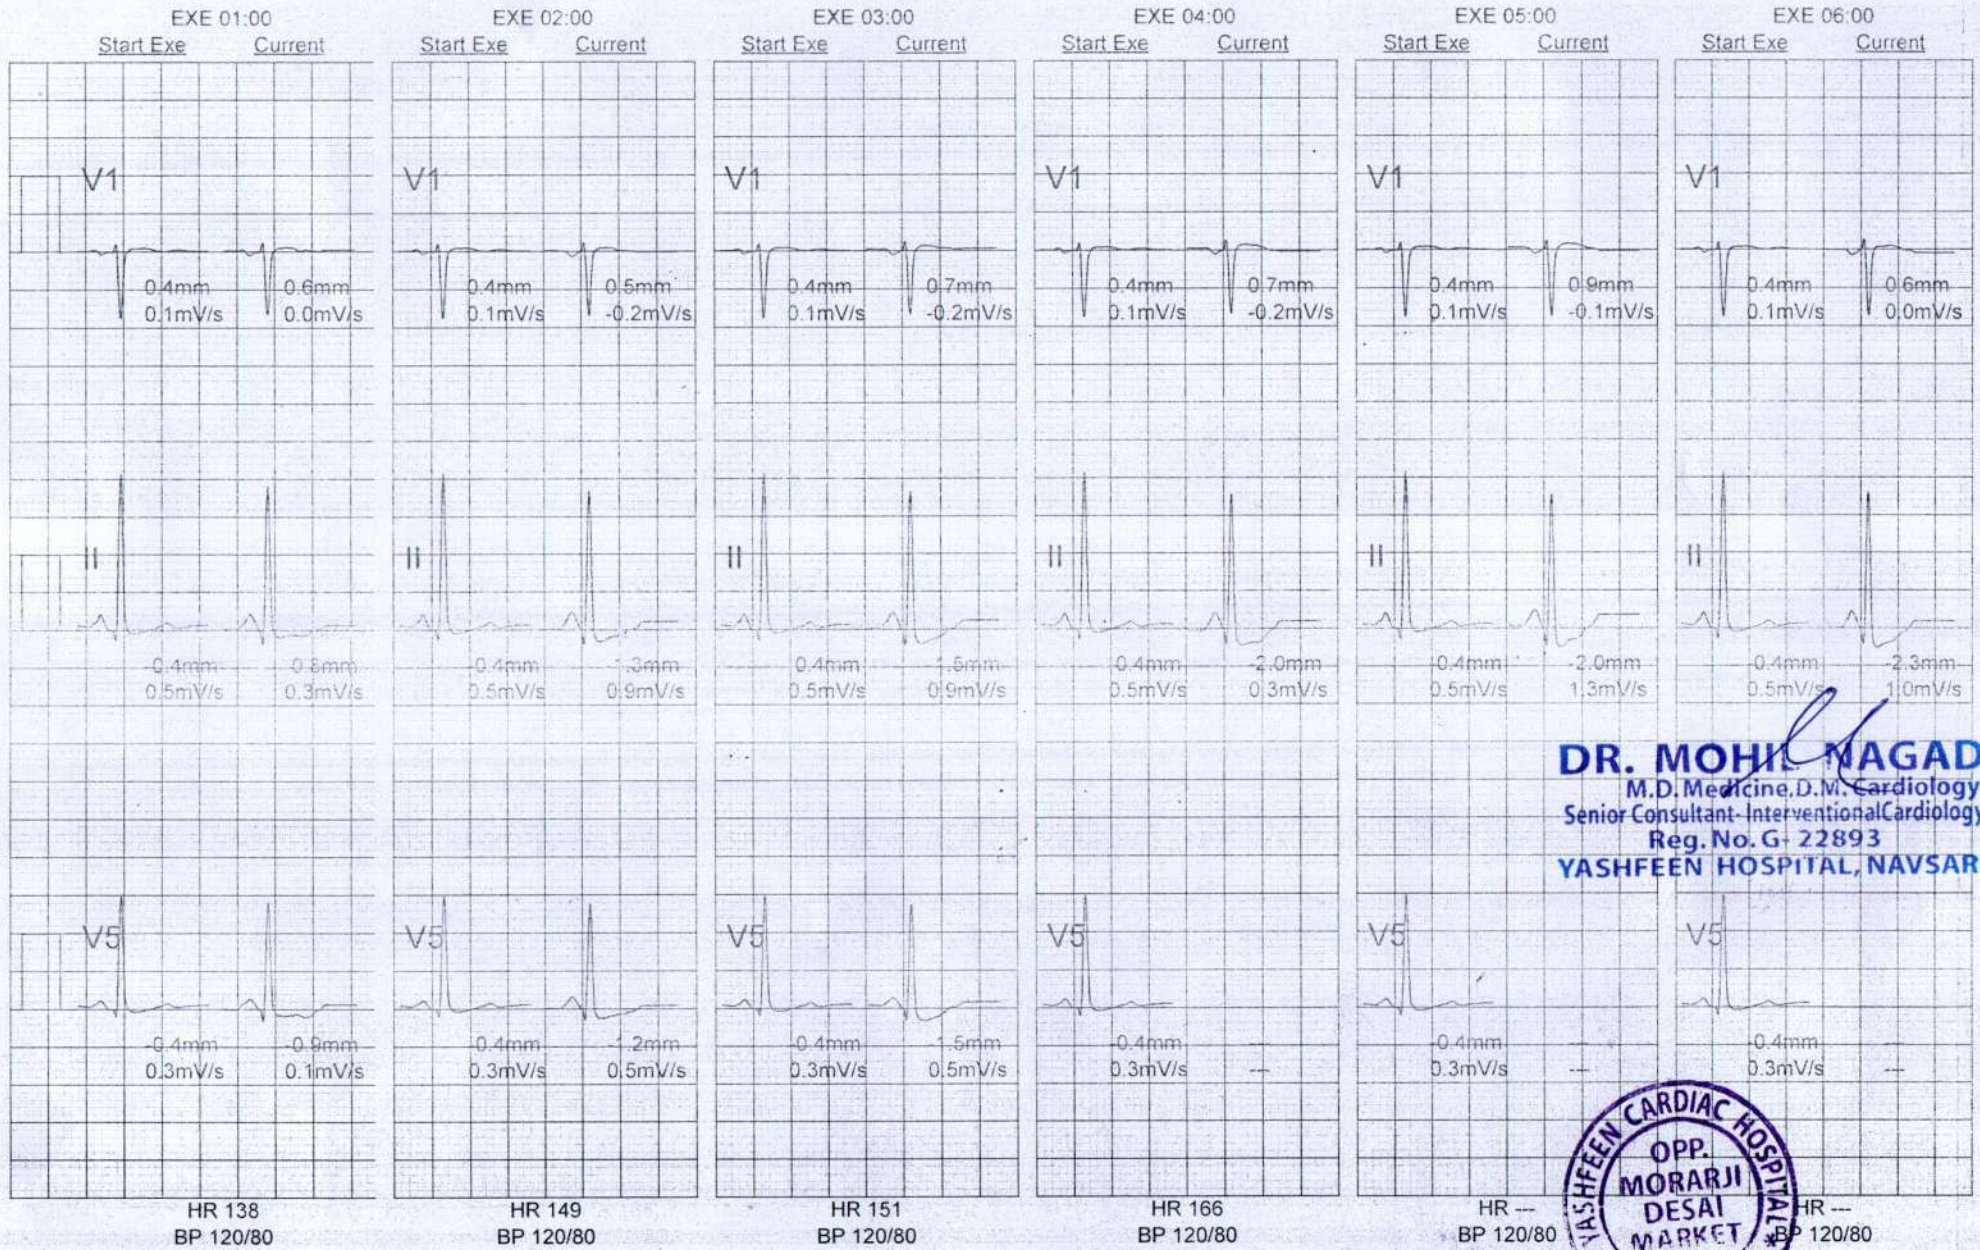 EXE 01:00 EXE 02:00 EXE 03:00 EXE 04:00 EXE 05:00 EXE 06:00
Start Exe Current Start Exe Current Start Exe Current Start Exe Current Start Exe Current Start Exe Current
V1 V1 V1 V1 V1 V1
0.4mm 0.6mm 0.4mm 0.5mm 0.4mm 0.7mm 0.4mm 0.7mm 0.4mm 0.9mm 0.4mm 0.6mm
0.1mV/s 0.0mV/s 0.1mV/s -0.2mV/s 0.1mV/s -0.2mV/s 0.1mV/s -0.2mV/s 0.1mV/s -0.1mV/s 0.1mV/s 0.0mV/s
II II II II II II
-0.4mm -0.8mm -0.4mm -1.3mm -0.4mm -1.5mm -0.4mm -2.0mm -0.4mm -2.0mm -0.4mm -2.3mm
0.5mV/s 0.3mV/s 0.5mV/s 0.9mV/s 0.5mV/s 0.9mV/s 0.5mV/s 0.3mV/s 0.5mV/s 1.3mV/s 0.5mV/s 1.0mV/s
DR. MOHIL NAGAD
M.D. Medicine, D.M. Cardiology
Senior Consultant- Interventional Cardiology
Reg. No. G- 22893
YASHFEEN HOSPITAL, NAVSAR
V5 V5 V5 V5 V5 V5
-0.4mm -0.9mm -0.4mm -1.2mm -0.4mm -1.5mm -0.4mm --- -0.4mm --- -0.4mm ---
0.3mV/s 0.1mV/s 0.3mV/s 0.5mV/s 0.3mV/s 0.5mV/s 0.3mV/s --- 0.3mV/s --- 0.3mV/s ---
YASHFEEN CARDIAC HOSPITAL *
OPP.
MORARJI
DESAI
MARKET
HR 138 HR 149 HR 151 HR 166 HR --- HR ---
BP 120/80 BP 120/80 BP 120/80 BP 120/80 BP 120/80 BP 120/80